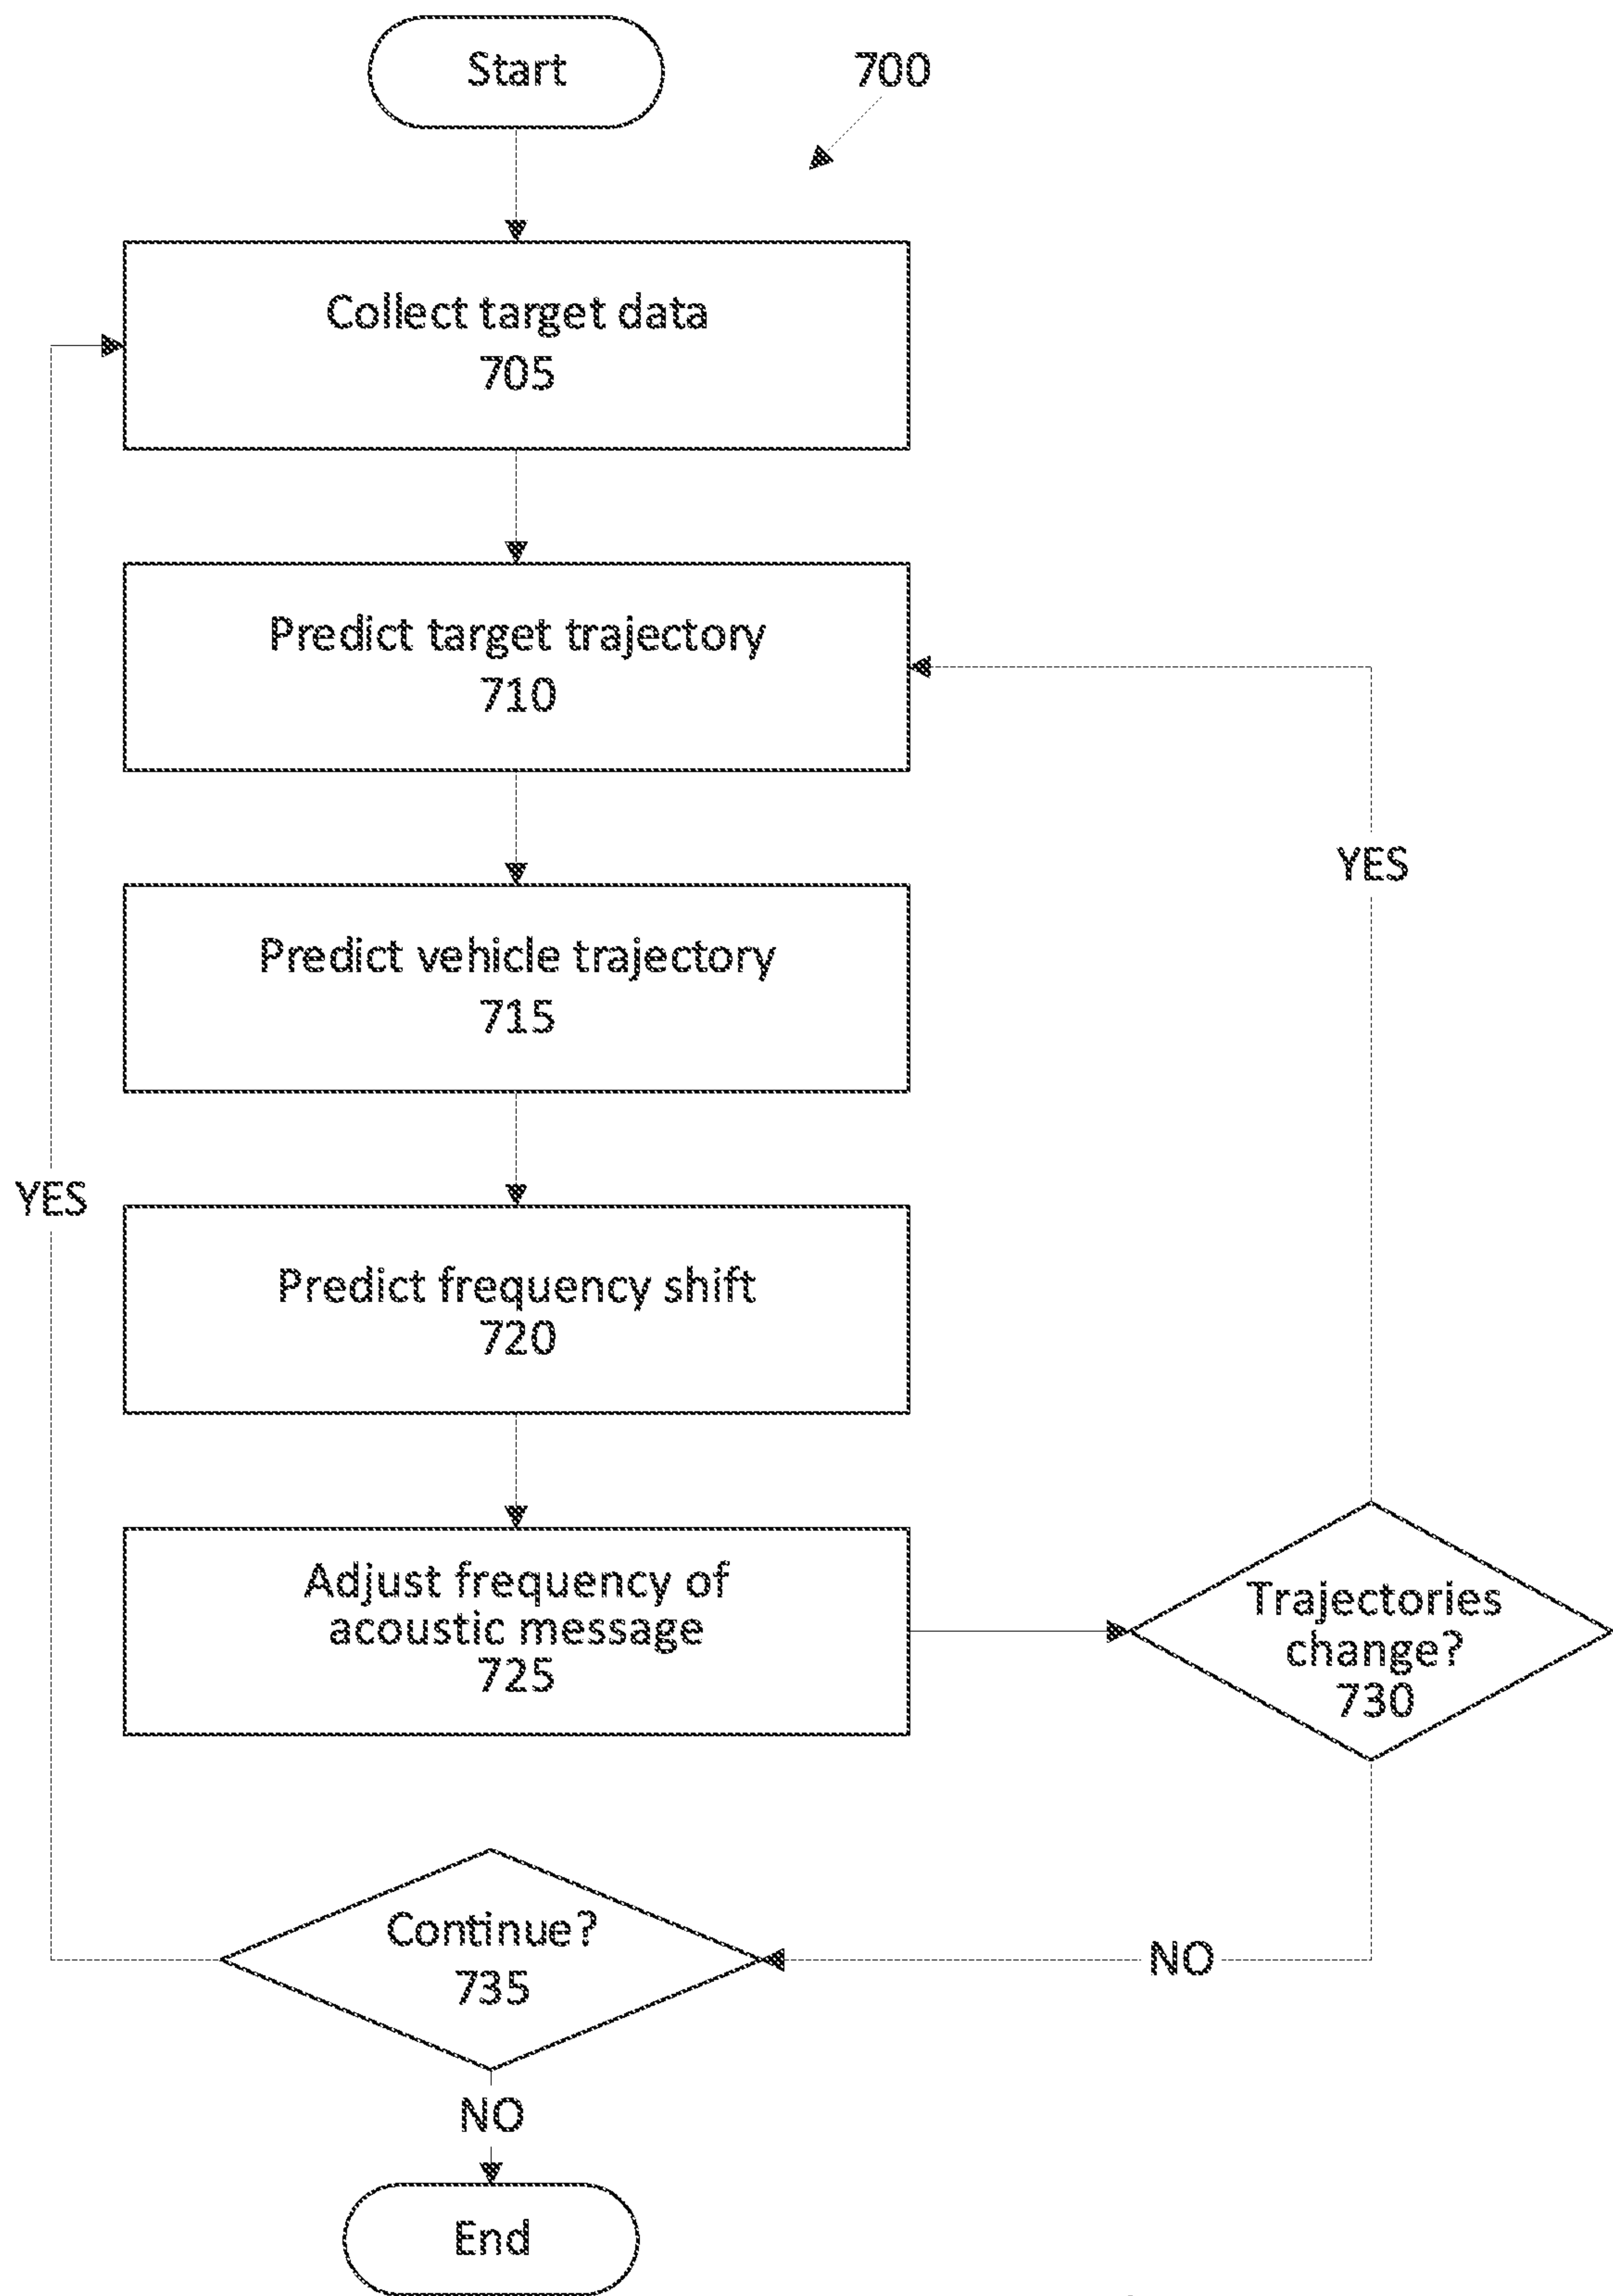 Start
700
Collect target data
705
Predict target trajectory
710
YES
Predict vehicle trajectory
715
YES
Predict frequency shift
720
Adjust frequency of
acoustic message
725
Trajectories
change?
730
Continue?
735
NO
NO
End